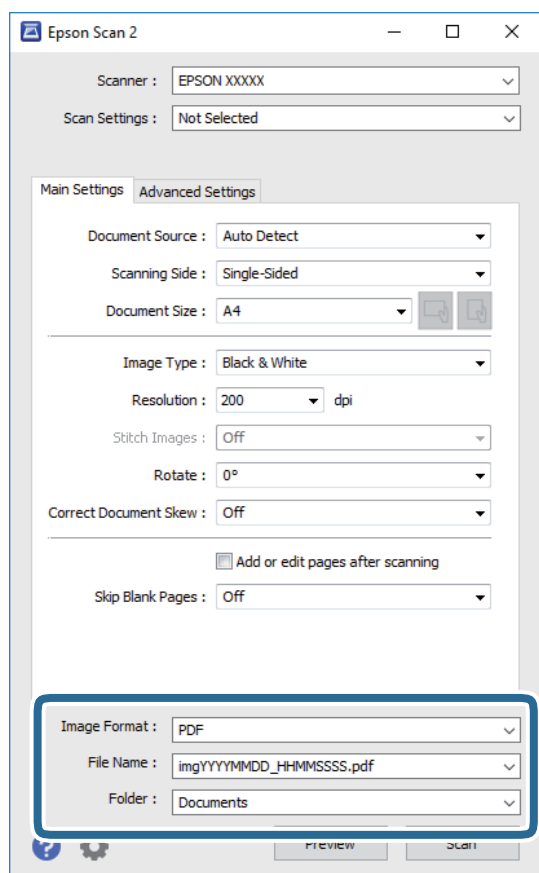 Epson Scan 2
Scanner : EPSON XXXXX
Scan Settings : Not Selected
Main Settings Advanced Settings
Document Source : Auto Detect
Scanning Side : Single-Sided
Document Size : A4
Image Type : Black & White
Resolution : 200 dpi
Stitch Images : Off
Rotate : 0°
Correct Document Skew : Off
Add or edit pages after scanning
Skip Blank Pages : Off
Image Format : PDF
File Name : imgYYYYMMDD_HHMMSSSS.pdf
Folder : Documents
? Preview Scan